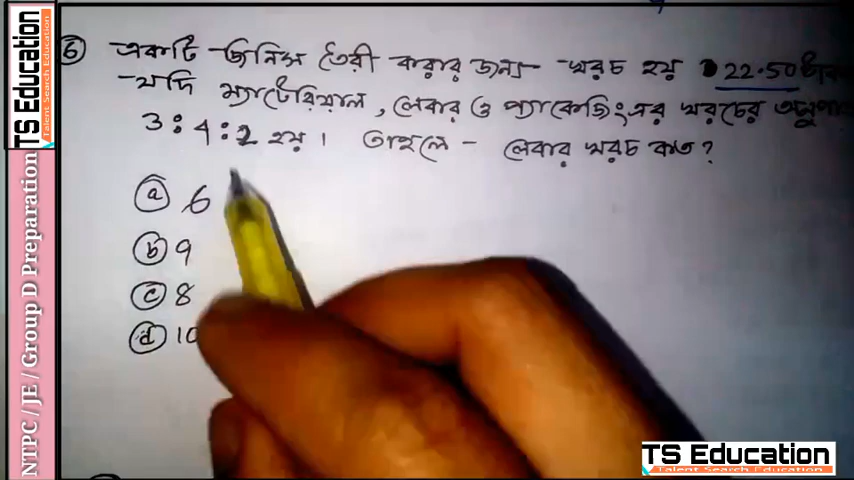 TS Education
Talent Search Education
NTPC / JE / Group D Preparation
6 একটি জিনিস তৈরী করার জন্য খরচ হয় 22.50
যদি ম্যাটেরিয়াল, লেবার ও প্যাকেজিং এর খরচের
3:4:2 হয়। তাহলে - লেবার খরচ কত?
a 6
b 9
c 8
d 10
TS Education
Talent Search Education